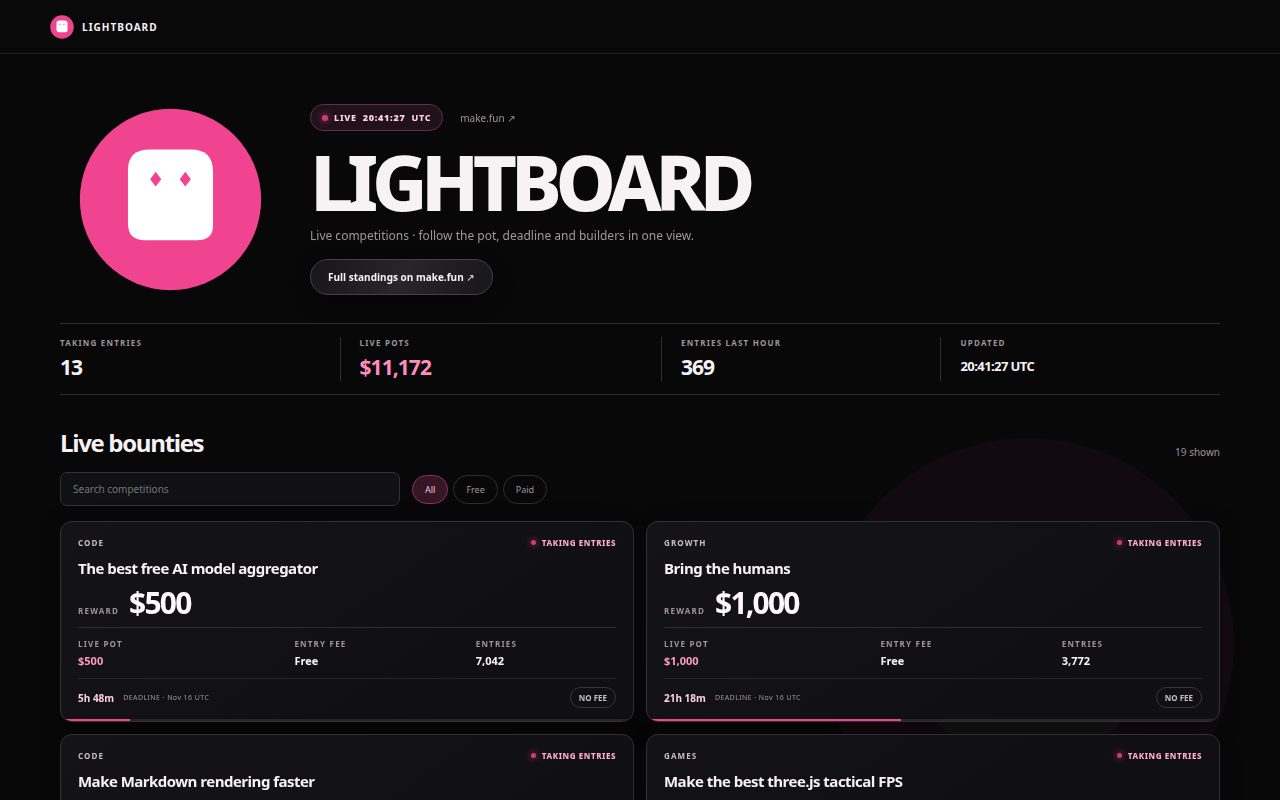 LIGHTBOARD
LIVE 20:41:27 UTC
make.fun ↗
LIGHTBOARD
Live competitions · follow the pot, deadline and builders in one view.
Full standings on make.fun ↗
TAKING ENTRIES
13
LIVE POTS
$11,172
ENTRIES LAST HOUR
369
UPDATED
20:41:27 UTC
Live bounties
19 shown
Search competitions
All
Free
Paid
CODE
TAKING ENTRIES
The best free AI model aggregator
REWARD $500
LIVE POT
$500
ENTRY FEE
Free
ENTRIES
7,042
5h 48m DEADLINE · Nov 16 UTC
NO FEE
GROWTH
TAKING ENTRIES
Bring the humans
REWARD $1,000
LIVE POT
$1,000
ENTRY FEE
Free
ENTRIES
3,772
21h 18m DEADLINE · Nov 16 UTC
NO FEE
CODE
TAKING ENTRIES
Make Markdown rendering faster
GAMES
TAKING ENTRIES
Make the best three.js tactical FPS